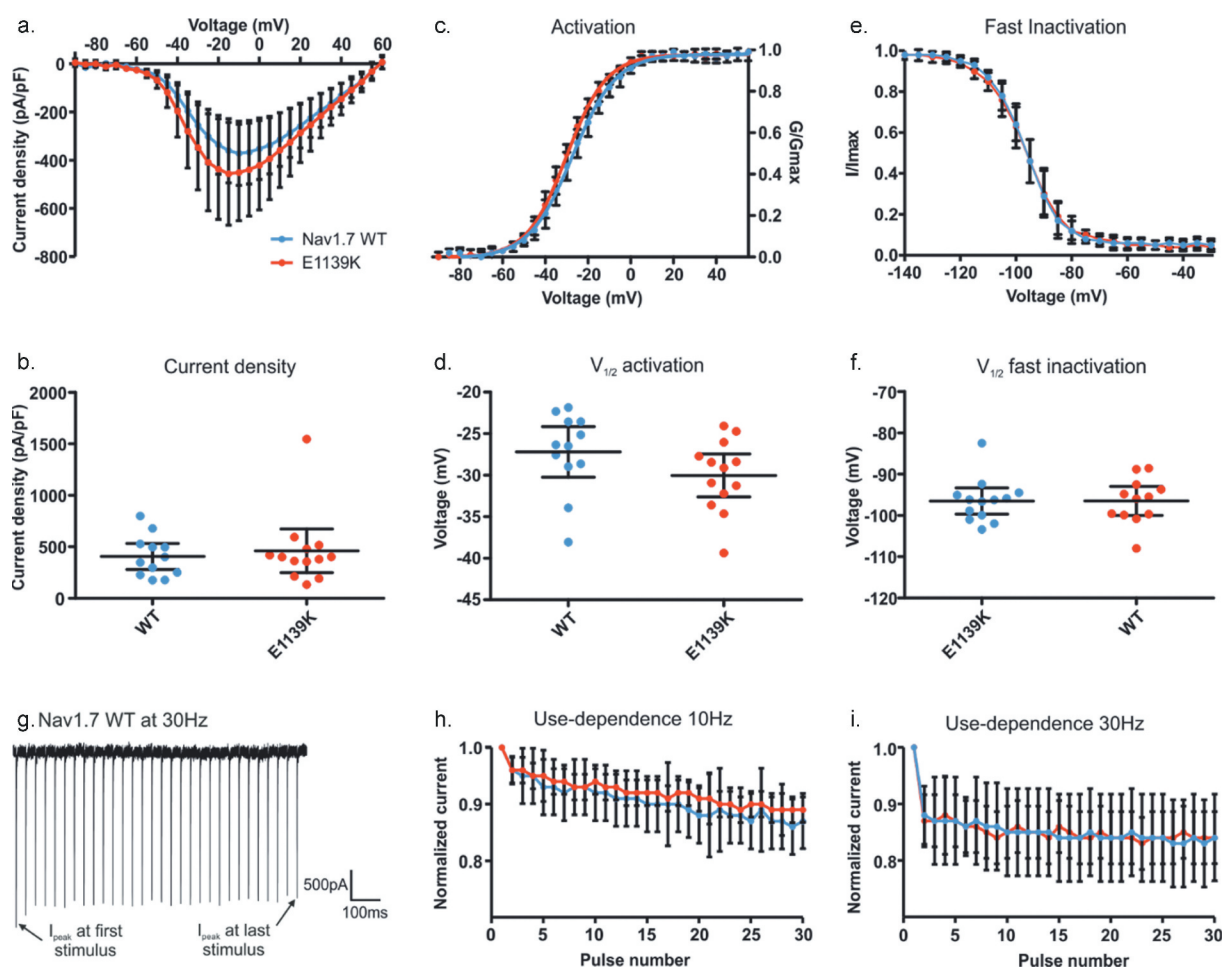 a.
Voltage (mV)
-80 -60 -40 -20 0 20 40 60
0
-200
-400
-600
-800
Current density (pA/pF)
Nav1.7 WT
E1139K
c.
Activation
1.0
0.8
0.6
0.4
0.2
0.0
G/Gmax
-80 -60 -40 -20 0 20 40
Voltage (mV)
e.
Fast Inactivation
1.0
0.8
0.6
0.4
0.2
0.0
I/Imax
-140 -120 -100 -80 -60 -40
Voltage (mV)
b.
Current density
2000
1500
1000
500
0
Current density (pA/pF)
WT
E1139K
d.
V1/2 activation
-20
-25
-30
-35
-40
-45
Voltage (mV)
WT
E1139K
f.
V1/2 fast inactivation
-70
-80
-90
-100
-110
-120
Voltage (mV)
E1139K
WT
g.
Nav1.7 WT at 30Hz
500pA
100ms
Ipeak at first
stimulus
Ipeak at last
stimulus
h.
Use-dependence 10Hz
1.0
0.9
0.8
Normalized current
0 5 10 15 20 25 30
Pulse number
i.
Use-dependence 30Hz
1.0
0.9
0.8
Normalized current
0 5 10 15 20 25 30
Pulse number